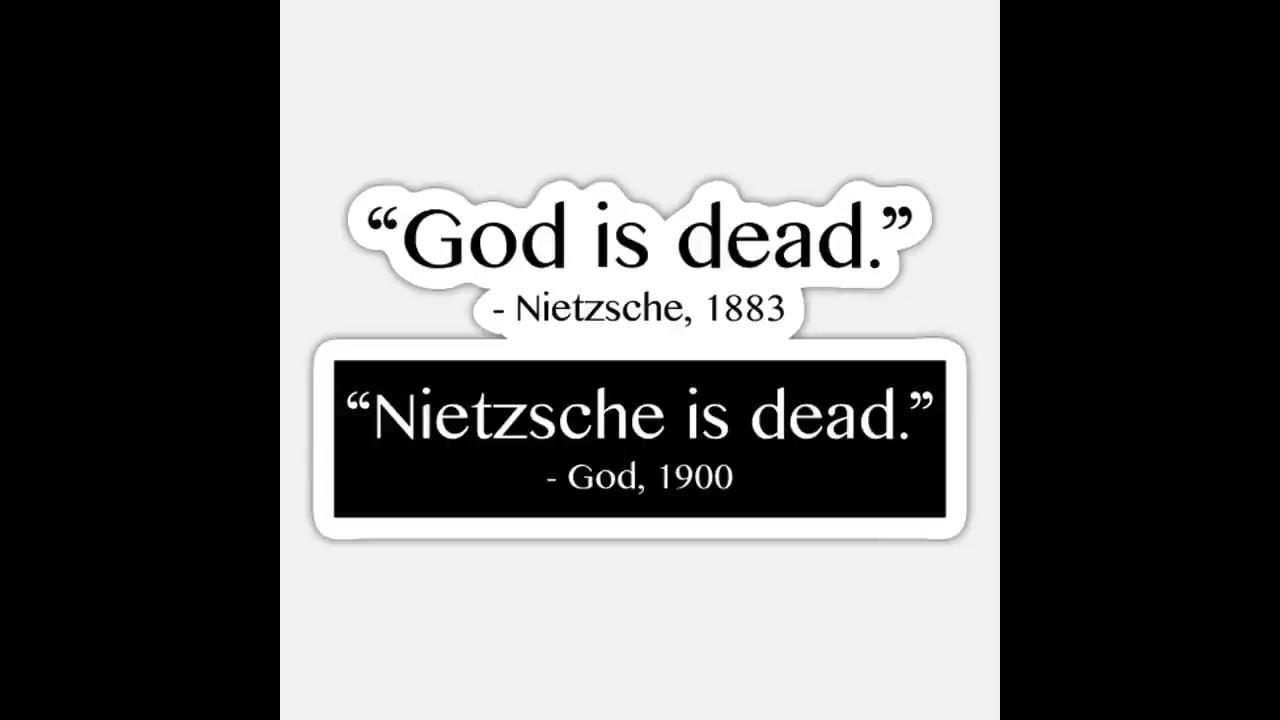 “God is dead.”
- Nietzsche, 1883
“Nietzsche is dead.”
- God, 1900